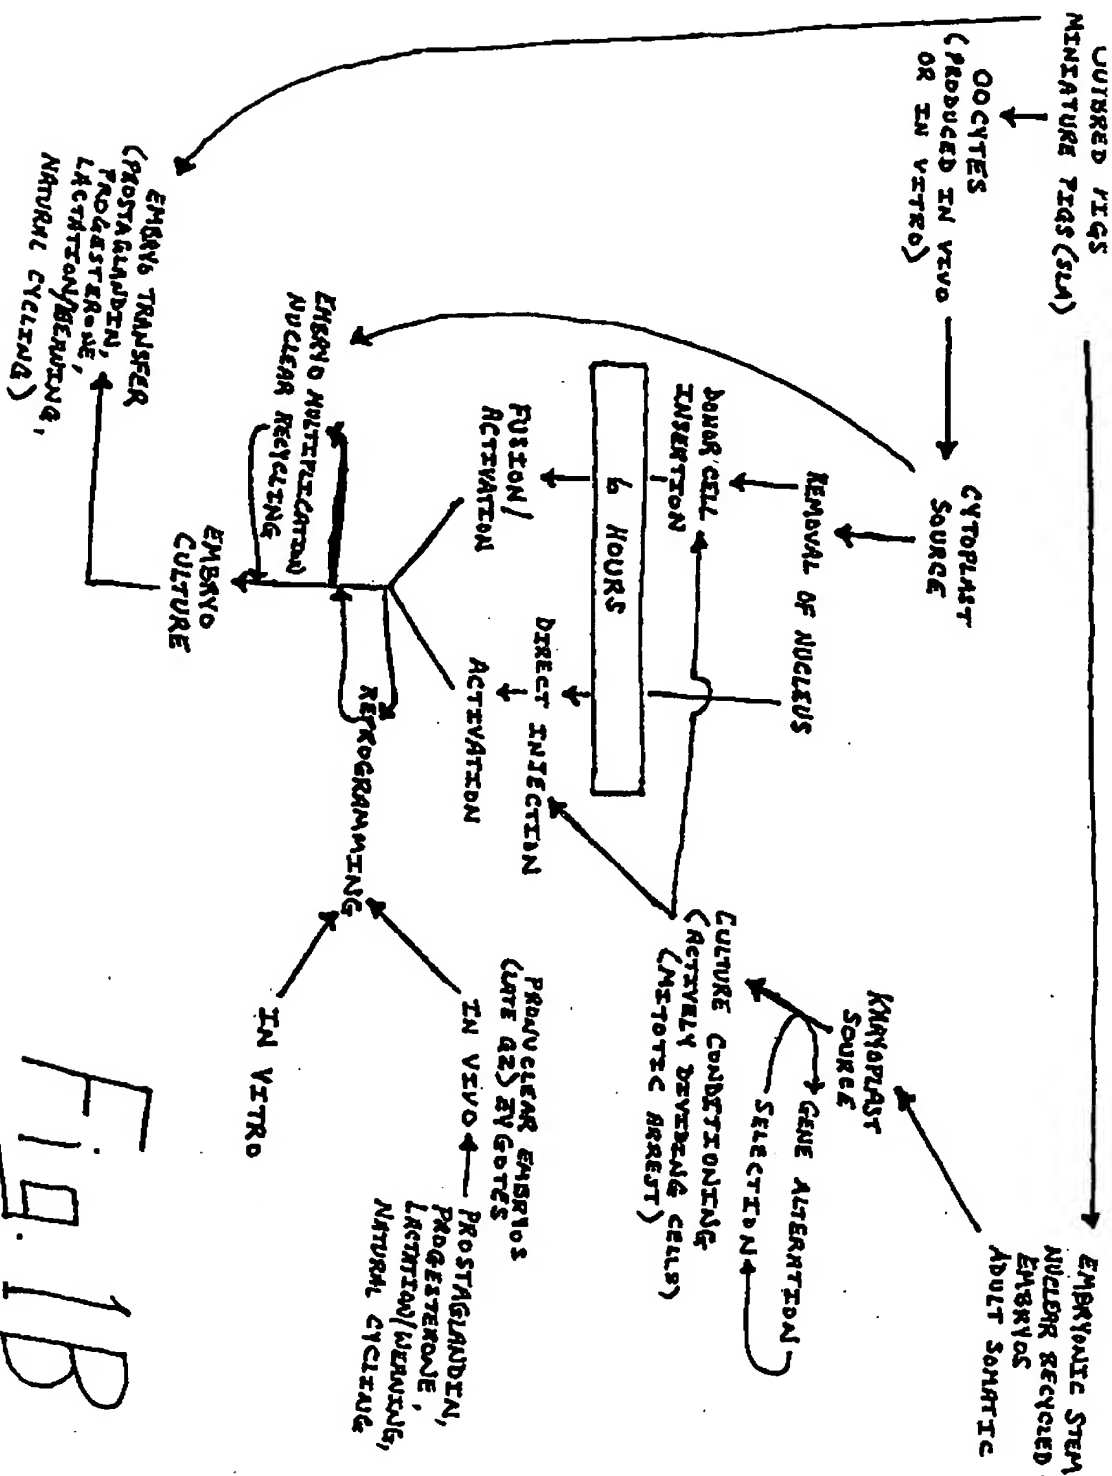 OUTBRED PIGS
MINIATURE PIGS (SLA)
OOCYTES
(PRODUCED IN VIVO
OR IN VITRO)
CYTOPLAST
SOURCE
REMOVAL OF NUCLEUS
DONOR CELL
INSERTION
6 HOURS
FUSION/
ACTIVATION
DIRECT INJECTION
ACTIVATION
EMBRYO MULTIPLICATION
NUCLEAR RECYCLING
REPROGRAMMING
EMBRYO
CULTURE
EMBRYO TRANSFER
(PROSTAGLANDIN,
PROGESTERONE,
LACTATION/WEANING,
NATURAL CYCLING)
EMBRYONIC STEM
NUCLEAR RECYCLED
EMBRYOS
ADULT SOMATIC
KARYOPLAST
SOURCE
GENE ALTERATION
SELECTION
CULTURE CONDITIONING
(ACTIVELY DIVIDING CELLS)
(MITOTIC ARREST)
PRONUCLEAR EMBRYOS
(LATE G2) ZYGOTES
IN VIVO
PROSTAGLANDIN,
PROGESTERONE,
LACTATION/WEANING,
NATURAL CYCLING
IN VITRO
Fig. 1B